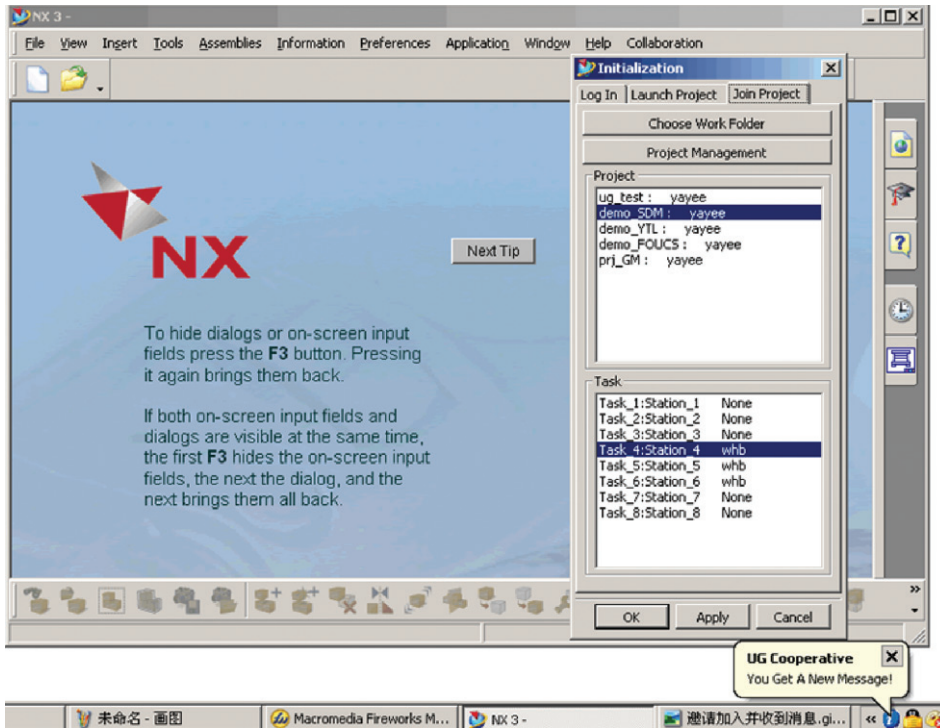 NX 3 -
File View Insert Tools Assemblies Information Preferences Application Window Help Collaboration
Initialization
Log In Launch Project Join Project
Choose Work Folder
Project Management
Project
ug_test : yayee
demo_SDM : yayee
demo_YTL : yayee
demo_FOUCS : yayee
prj_GM : yayee
NX
Next Tip
To hide dialogs or on-screen input
fields press the F3 button. Pressing
it again brings them back.
If both on-screen input fields and
dialogs are visible at the same time,
the first F3 hides the on-screen input
fields, the next the dialog, and the
next brings them all back.
Task
Task_1:Station_1 None
Task_2:Station_2 None
Task_3:Station_3 None
Task_4:Station_4 whb
Task_5:Station_5 whb
Task_6:Station_6 whb
Task_7:Station_7 None
Task_8:Station_8 None
OK Apply Cancel
UG Cooperative
You Get A New Message!
未命名 - 画图 Macromedia Fireworks M... NX 3 - 邀请加入并收到消息.gi...